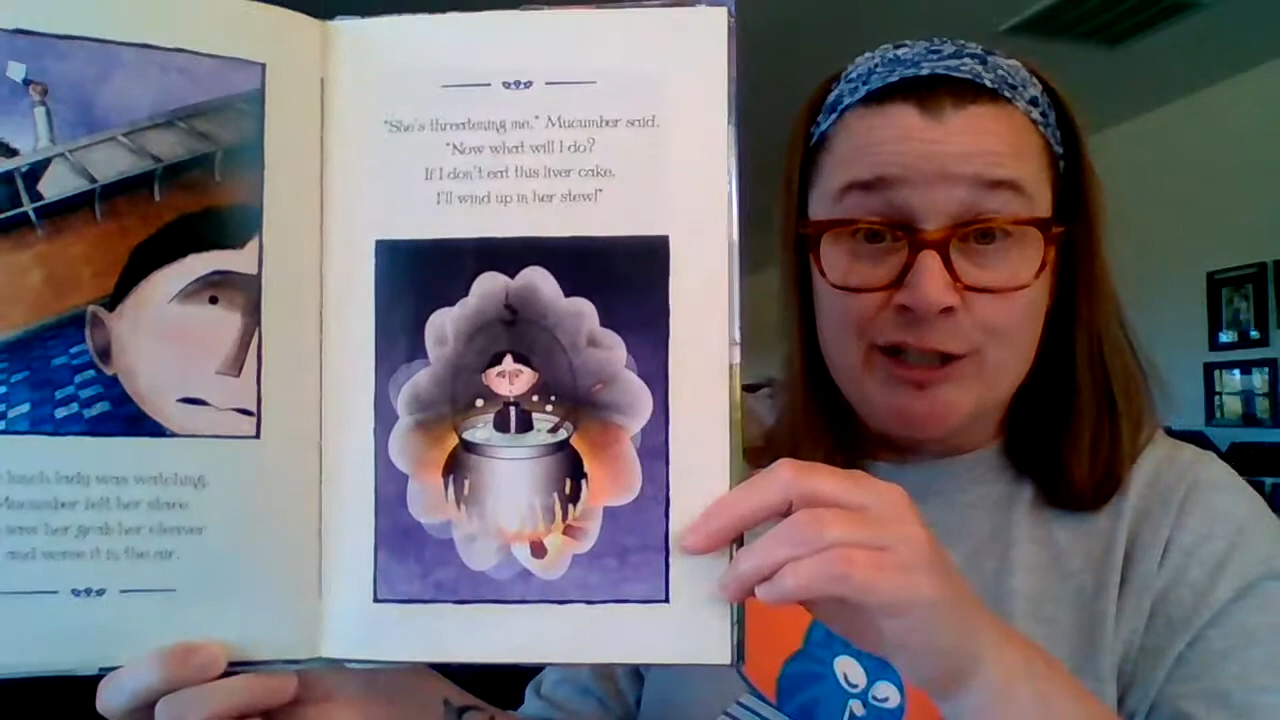 lunch lady was watching.
Mucumber felt her stare
saw her grab her cleaver
and wave it in the air.
"She's threatening me," Mucumber said.
"Now what will I do?
If I don't eat this liver cake,
I'll wind up in her stew!"